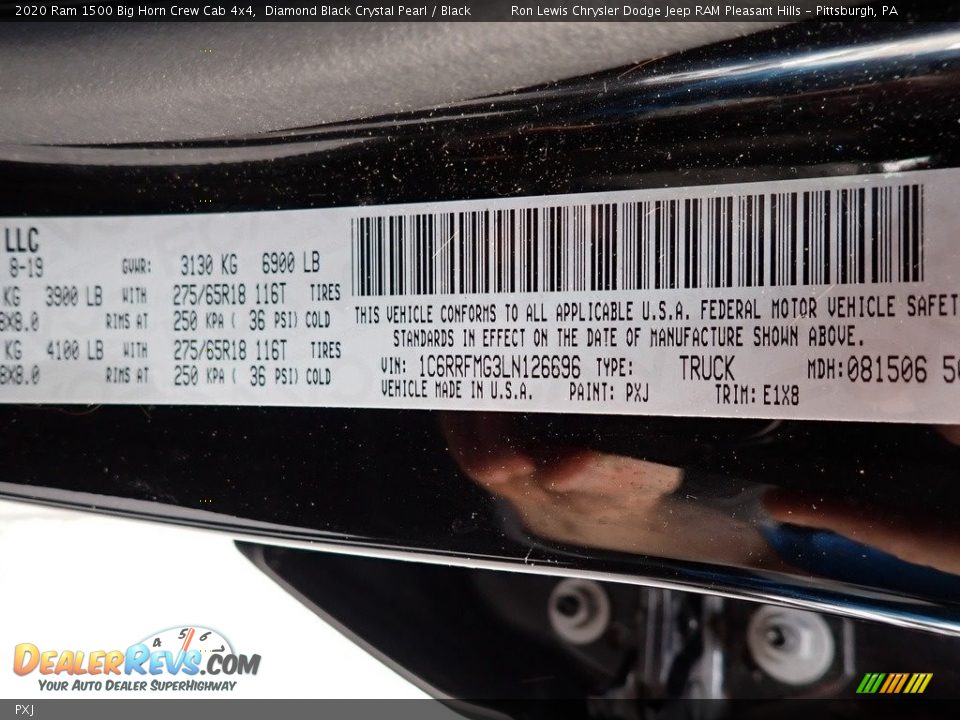 2020 Ram 1500 Big Horn Crew Cab 4x4, Diamond Black Crystal Pearl / Black Ron Lewis Chrysler Dodge Jeep RAM Pleasant Hills - Pittsburgh, PA
LLC
8-19 GVWR: 3130 KG 6900 LB
KG 3900 LB WITH 275/65R18 116T TIRES
8X8.0 RIMS AT 250 KPA ( 36 PSI) COLD
KG 4100 LB WITH 275/65R18 116T TIRES
8X8.0 RIMS AT 250 KPA ( 36 PSI) COLD
THIS VEHICLE CONFORMS TO ALL APPLICABLE U.S.A. FEDERAL MOTOR VEHICLE SAFET
STANDARDS IN EFFECT ON THE DATE OF MANUFACTURE SHOWN ABOVE.
VIN: 1C6RRFMG3LN126696 TYPE: TRUCK MDH:081506
VEHICLE MADE IN U.S.A. PAINT: PXJ TRIM: E1X8
4 5 6
DEALERREVS.COM
YOUR AUTO DEALER SUPERHIGHWAY
PXJ